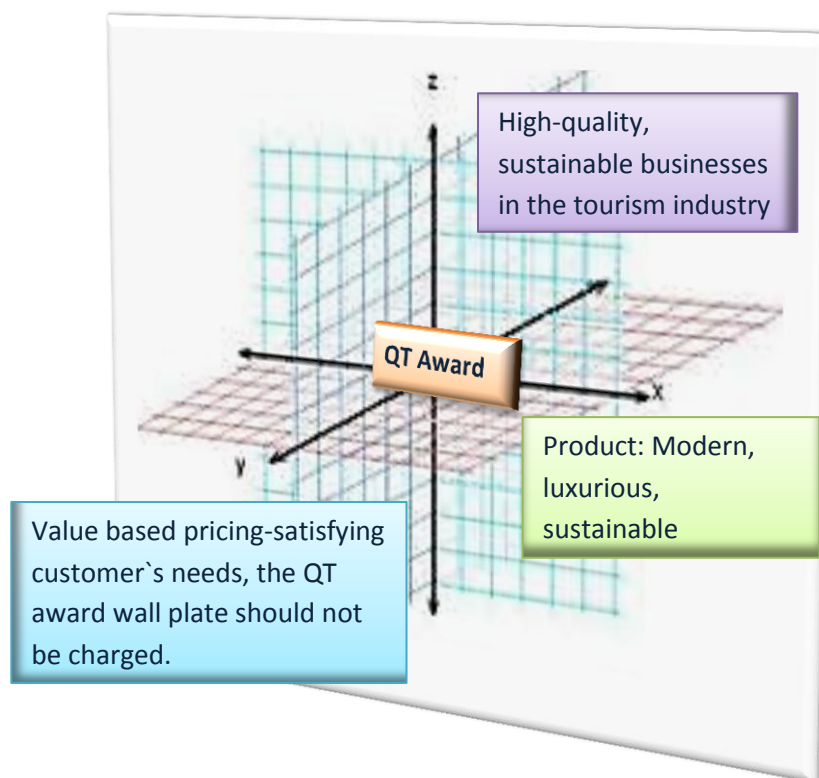 z
High-quality,
sustainable businesses
in the tourism industry
QT Award
x
Product: Modern,
luxurious,
sustainable
y
Value based pricing-satisfying
customer`s needs, the QT
award wall plate should not
be charged.